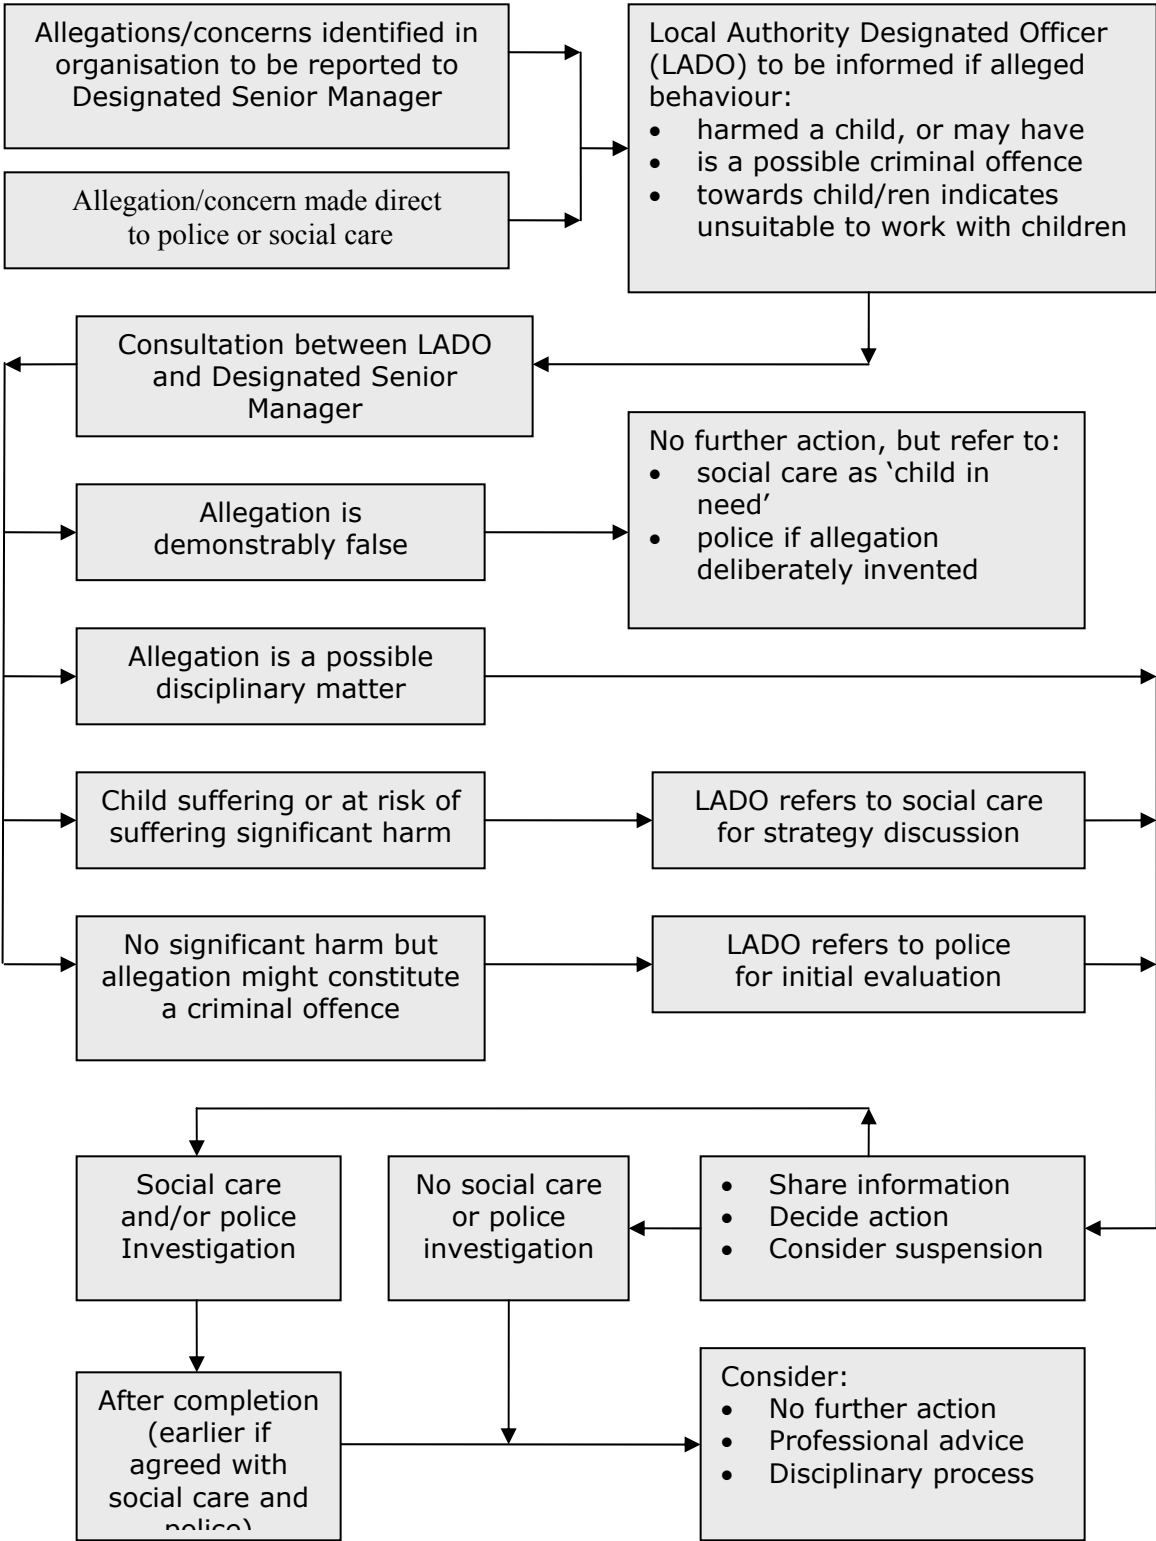 Allegations/concerns identified in
organisation to be reported to
Designated Senior Manager
Allegation/concern made direct
to police or social care
Local Authority Designated Officer
(LADO) to be informed if alleged
behaviour:
• harmed a child, or may have
• is a possible criminal offence
• towards child/ren indicates
unsuitable to work with children
Consultation between LADO
and Designated Senior
Manager
Allegation is
demonstrably false
No further action, but refer to:
• social care as ‘child in
need’
• police if allegation
deliberately invented
Allegation is a possible
disciplinary matter
Child suffering or at risk of
suffering significant harm
LADO refers to social care
for strategy discussion
No significant harm but
allegation might constitute
a criminal offence
LADO refers to police
for initial evaluation
Social care
and/or police
Investigation
No social care
or police
investigation
• Share information
• Decide action
• Consider suspension
After completion
(earlier if
agreed with
social care and
police)
Consider:
• No further action
• Professional advice
• Disciplinary process